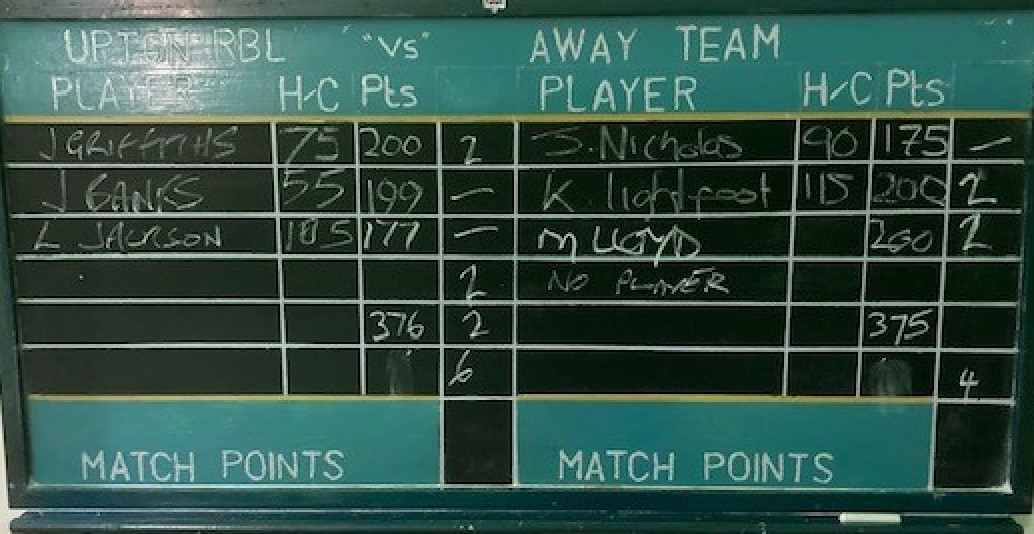 UPTON RBL "Vs" AWAY TEAM
PLAYER H/C Pts PLAYER H/C Pts
J GRIFFITHS 75 200 2 S. Nicholas 90 175 —
J BANKS 55 199 — K lightfoot 115 200 2
L JACKSON 105 177 — M LLOYD 200 2
2 NO PLAYER
376 2 375
6 4
MATCH POINTS MATCH POINTS